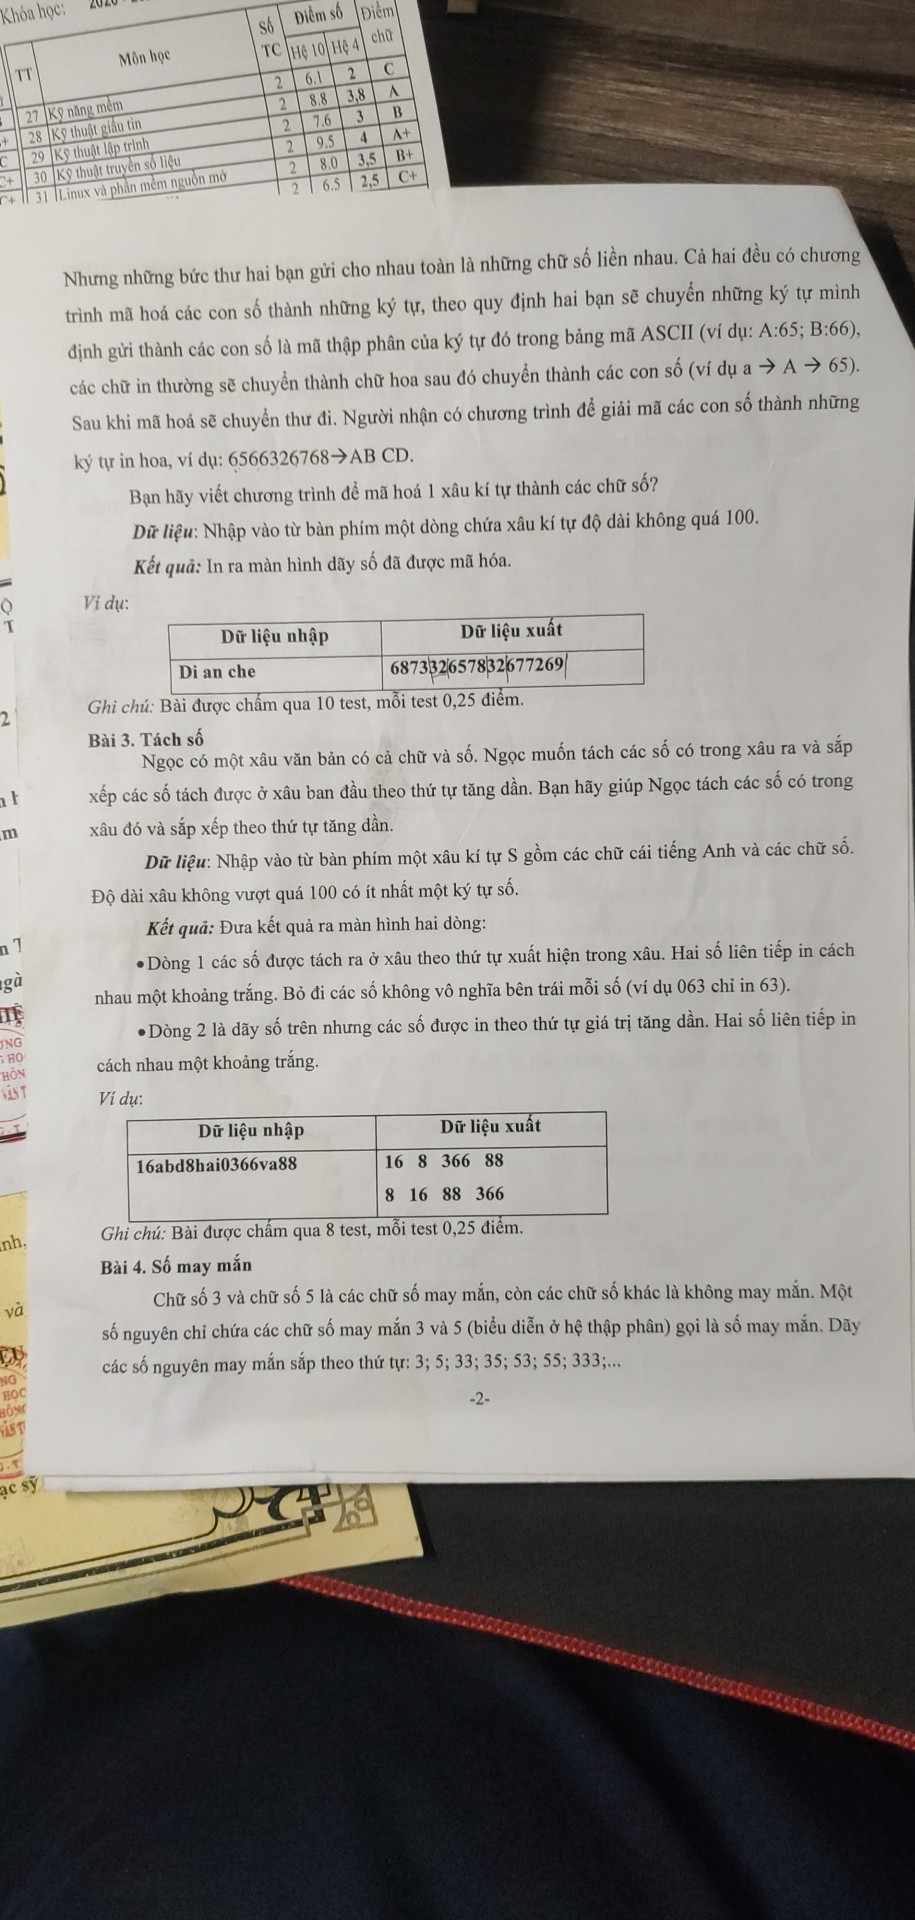 Khóa học:
TT Môn học Số TC Điểm số Điểm chữ
Hệ 10 Hệ 4
2 6.1 2 C
27 Kỹ năng mềm 2 8.8 3,8 A
28 Kỹ thuật giấu tin 2 7.6 3 B
29 Kỹ thuật lập trình 2 9.5 4 A+
30 Kỹ thuật truyền số liệu 2 8.0 3,5 B+
31 Linux và phần mềm nguồn mở 2 6.5 2,5 C+
Nhưng những bức thư hai bạn gửi cho nhau toàn là những chữ số liền nhau. Cả hai đều có chương
trình mã hoá các con số thành những ký tự, theo quy định hai bạn sẽ chuyển những ký tự mình
định gửi thành các con số là mã thập phân của ký tự đó trong bảng mã ASCII (ví dụ: A:65; B:66),
các chữ in thường sẽ chuyển thành chữ hoa sau đó chuyển thành các con số (ví dụ a → A → 65).
Sau khi mã hoá sẽ chuyển thư đi. Người nhận có chương trình để giải mã các con số thành những
ký tự in hoa, ví dụ: 6566326768→AB CD.
Bạn hãy viết chương trình để mã hoá 1 xâu kí tự thành các chữ số?
Dữ liệu: Nhập vào từ bàn phím một dòng chứa xâu kí tự độ dài không quá 100.
Kết quả: In ra màn hình dãy số đã được mã hóa.
Ví dụ:
Dữ liệu nhập Dữ liệu xuất
Di an che 687332657832677269
Ghi chú: Bài được chấm qua 10 test, mỗi test 0,25 điểm.
Bài 3. Tách số
Ngọc có một xâu văn bản có cả chữ và số. Ngọc muốn tách các số có trong xâu ra và sắp
xếp các số tách được ở xâu ban đầu theo thứ tự tăng dần. Bạn hãy giúp Ngọc tách các số có trong
xâu đó và sắp xếp theo thứ tự tăng dần.
Dữ liệu: Nhập vào từ bàn phím một xâu kí tự S gồm các chữ cái tiếng Anh và các chữ số.
Độ dài xâu không vượt quá 100 có ít nhất một ký tự số.
Kết quả: Đưa kết quả ra màn hình hai dòng:
•Dòng 1 các số được tách ra ở xâu theo thứ tự xuất hiện trong xâu. Hai số liên tiếp in cách
nhau một khoảng trắng. Bỏ đi các số không vô nghĩa bên trái mỗi số (ví dụ 063 chỉ in 63).
•Dòng 2 là dãy số trên nhưng các số được in theo thứ tự giá trị tăng dần. Hai số liên tiếp in
cách nhau một khoảng trắng.
Ví dụ:
Dữ liệu nhập Dữ liệu xuất
16abd8hai0366va88 16 8 366 88
8 16 88 366
Ghi chú: Bài được chấm qua 8 test, mỗi test 0,25 điểm.
Bài 4. Số may mắn
Chữ số 3 và chữ số 5 là các chữ số may mắn, còn các chữ số khác là không may mắn. Một
số nguyên chỉ chứa các chữ số may mắn 3 và 5 (biểu diễn ở hệ thập phân) gọi là số may mắn. Dãy
các số nguyên may mắn sắp theo thứ tự: 3; 5; 33; 35; 53; 55; 333;...
-2-
và
ạc sỹ